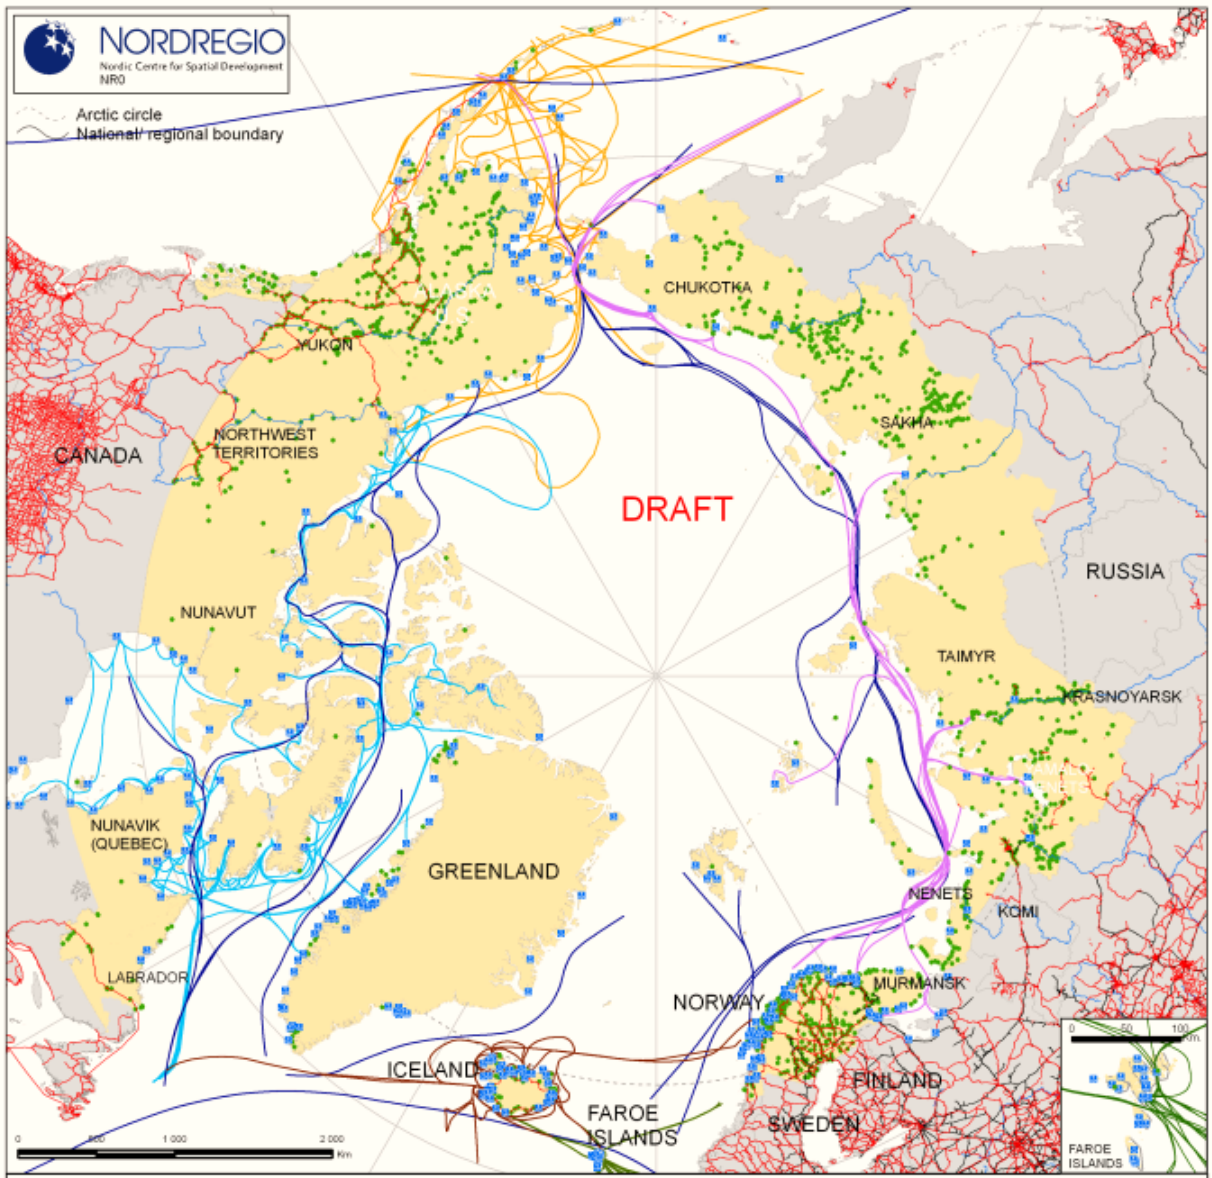 NORDREGIO
Nordic Centre for Spatial Development
NR0
Arctic circle
National/ regional boundary
CHUKOTKA
ALASKA
YUKON
SAKHA
NORTHWEST
TERRITORIES
CANADA
DRAFT
RUSSIA
NUNAVUT
TAIMYR
KRASNOYARSK
NENETS
NUNAVIK
(QUEBEC)
GREENLAND
NENETS
KOMI
LABRADOR
MURMANSK
NORWAY
ICELAND
FINLAND
SWEDEN
FAROE
ISLANDS
0 500 1 000 2 000
Km
0 50 100
Km.
FAROE
ISLANDS